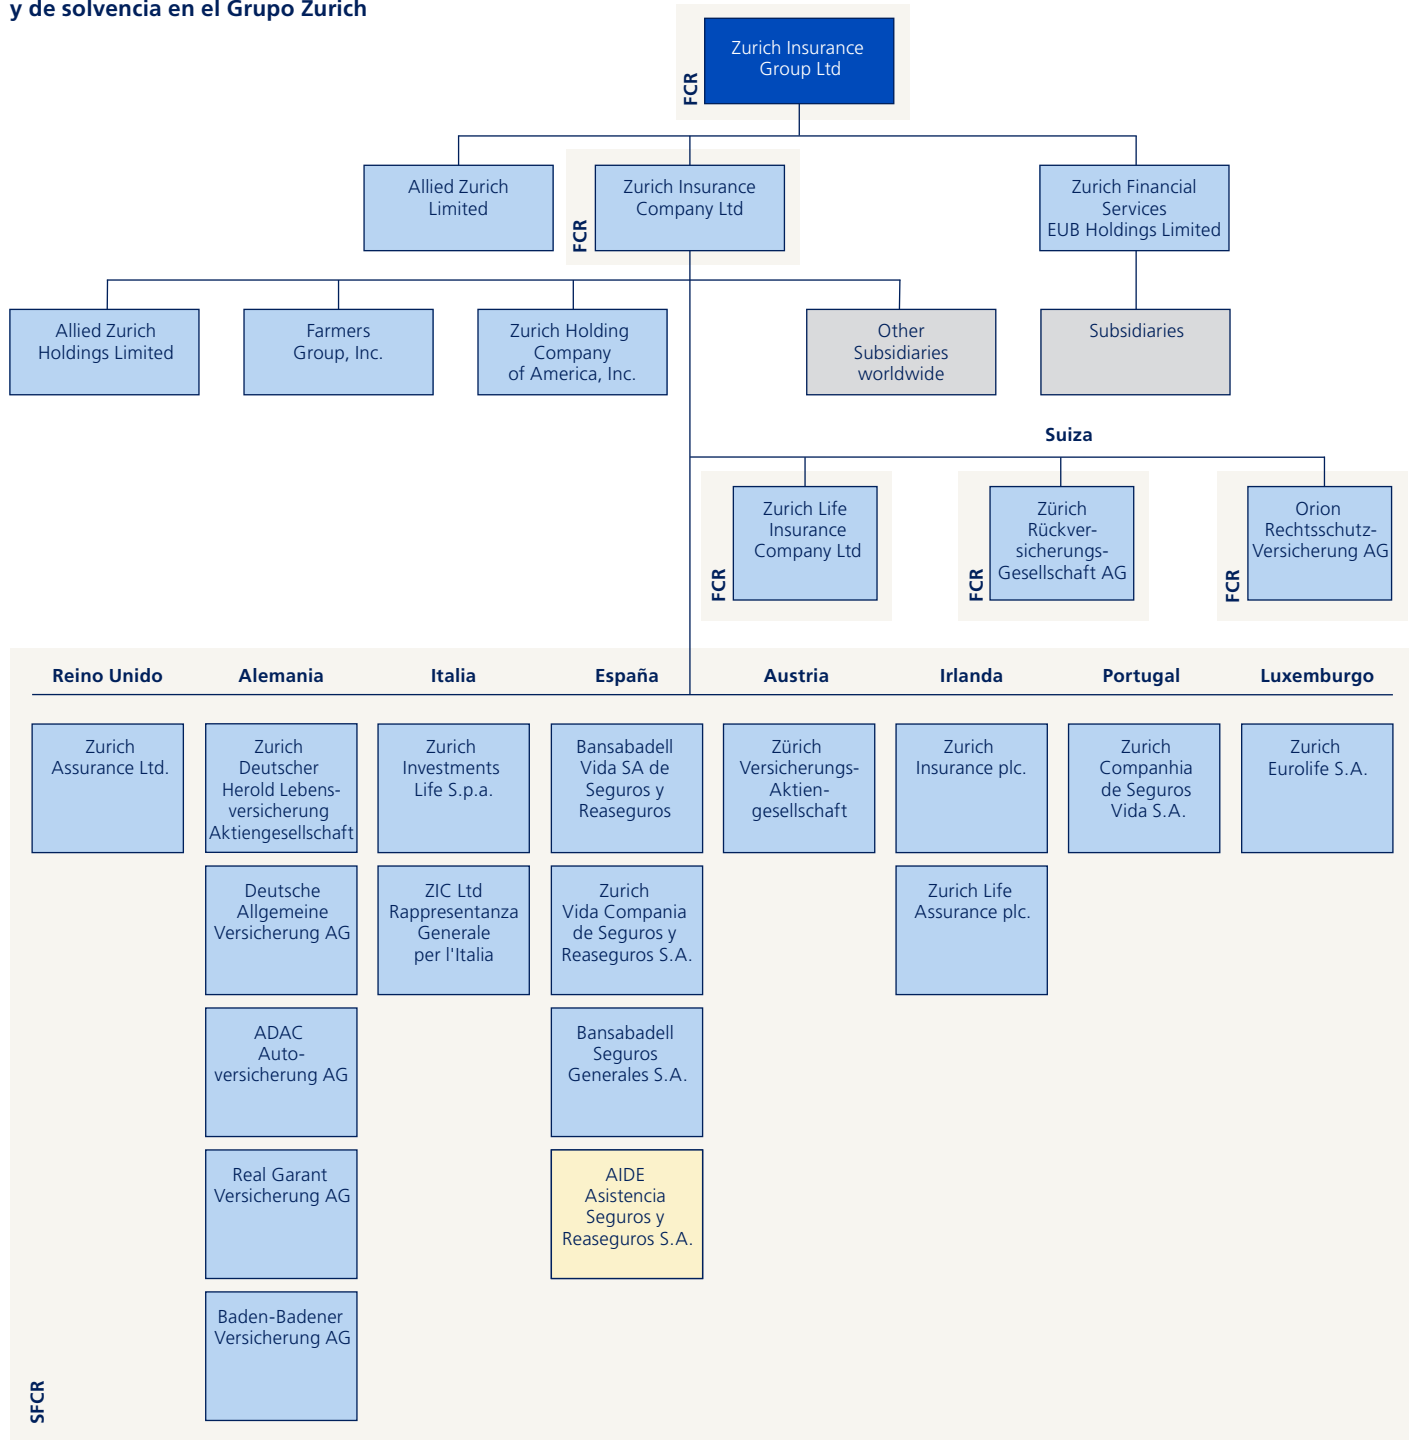 y de solvencia en el Grupo Zurich
Zurich Insurance
Group Ltd
FCR
Allied Zurich
Limited
Zurich Insurance
Company Ltd
FCR
Zurich Financial
Services
EUB Holdings Limited
Allied Zurich
Holdings Limited
Farmers
Group, Inc.
Zurich Holding
Company
of America, Inc.
Other
Subsidiaries
worldwide
Subsidiaries
Suiza
Zurich Life
Insurance
Company Ltd
FCR
Zürich
Rückver-
sicherungs-
Gesellschaft AG
FCR
Orion
Rechtsschutz-
Versicherung AG
FCR
Reino Unido
Alemania
Italia
España
Austria
Irlanda
Portugal
Luxemburgo
Zurich
Assurance Ltd.
Zurich
Deutscher
Herold Lebens-
versicherung
Aktiengesellschaft
Zurich
Investments
Life S.p.a.
Bansabadell
Vida SA de
Seguros y
Reaseguros
Zürich
Versicherungs-
Aktien-
gesellschaft
Zurich
Insurance plc.
Zurich
Companhia
de Seguros
Vida S.A.
Zurich
Eurolife S.A.
Deutsche
Allgemeine
Versicherung AG
ZIC Ltd
Rappresentanza
Generale
per l'Italia
Zurich
Vida Compania
de Seguros y
Reaseguros S.A.
Zurich Life
Assurance plc.
ADAC
Auto-
versicherung AG
Bansabadell
Seguros
Generales S.A.
Real Garant
Versicherung AG
AIDE
Asistencia
Seguros y
Reaseguros S.A.
Baden-Badener
Versicherung AG
SFCR